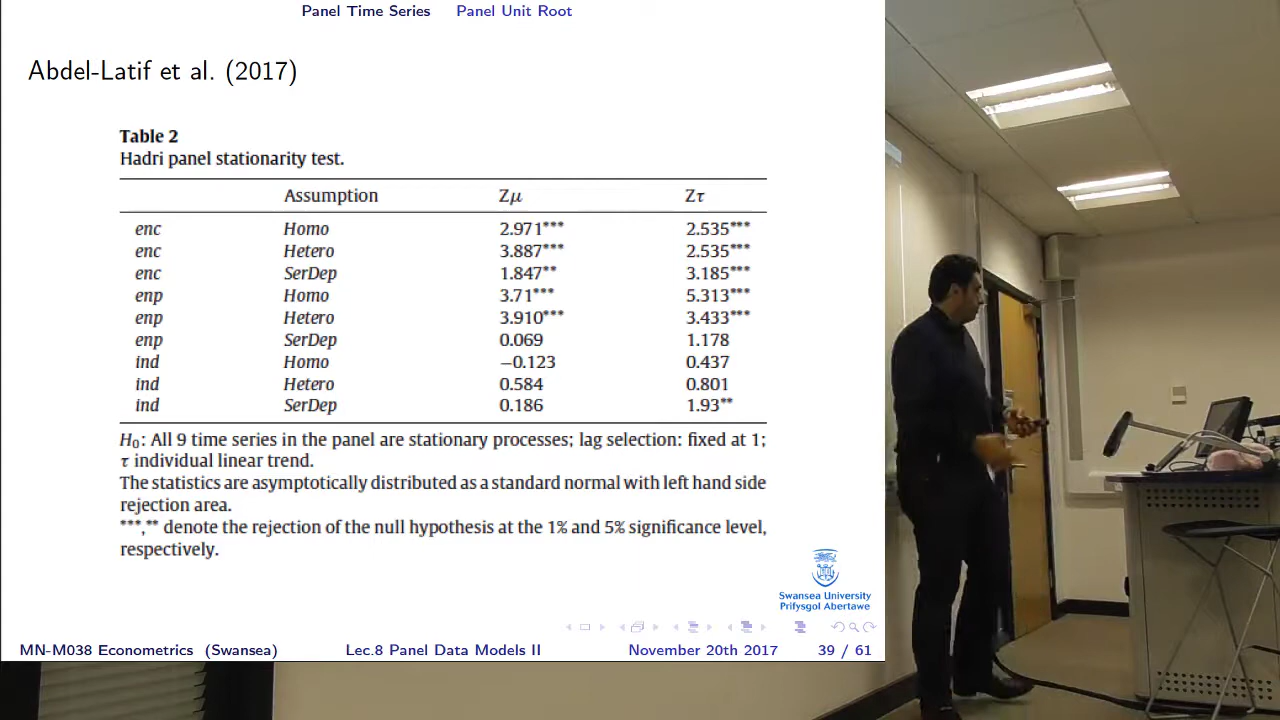 Panel Time Series Panel Unit Root
Abdel-Latif et al. (2017)
Table 2
Hadri panel stationarity test.
Assumption Zμ Zτ
enc Homo 2.971*** 2.535***
enc Hetero 3.887*** 2.535***
enc SerDep 1.847** 3.185***
enp Homo 3.71*** 5.313***
enp Hetero 3.910*** 3.433***
enp SerDep 0.069 1.178
ind Homo −0.123 0.437
ind Hetero 0.584 0.801
ind SerDep 0.186 1.93**
H₀: All 9 time series in the panel are stationary processes; lag selection: fixed at 1;
τ individual linear trend.
The statistics are asymptotically distributed as a standard normal with left hand side
rejection area.
***,** denote the rejection of the null hypothesis at the 1% and 5% significance level,
respectively.
Swansea University
Prifysgol Abertawe
MN-M038 Econometrics (Swansea) Lec.8 Panel Data Models II November 20th 2017 39 / 61